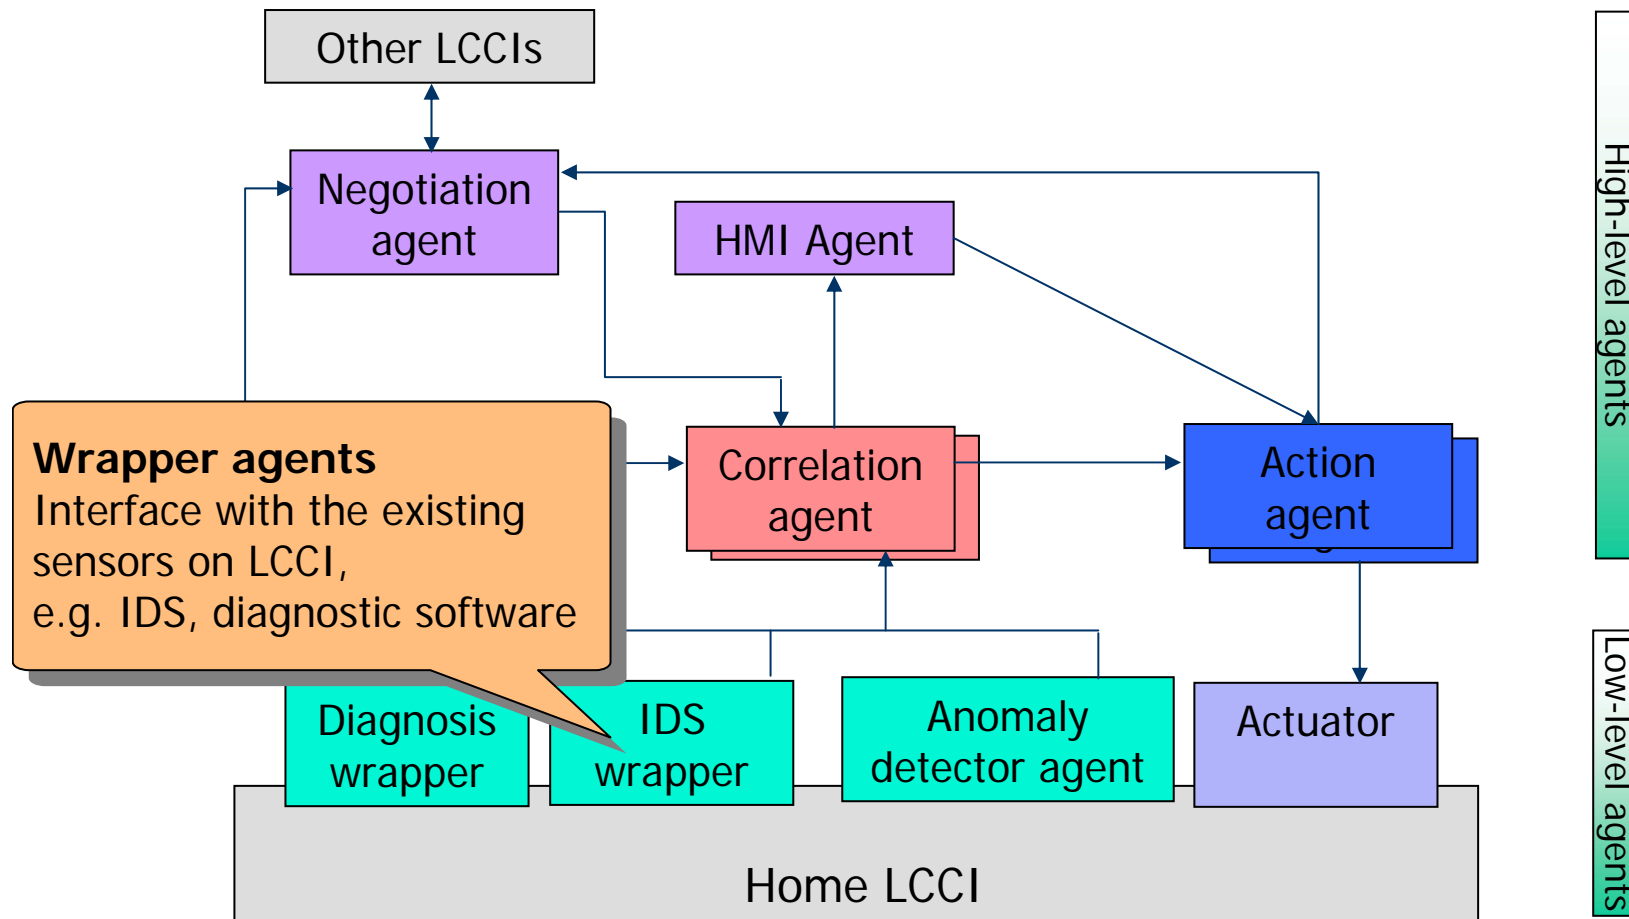 Other LCCIs
Negotiation
agent
HMI Agent
High-level agents
Wrapper agents
Interface with the existing
sensors on LCCI,
e.g. IDS, diagnostic software
Correlation
agent
Action
agent
Diagnosis
wrapper
IDS
wrapper
Anomaly
detector agent
Actuator
Low-level agents
Home LCCI